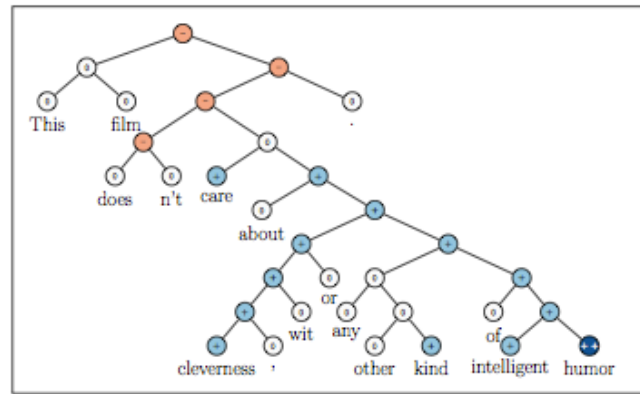 This film .
does n't care
about
or
wit any of
cleverness , other kind intelligent humor